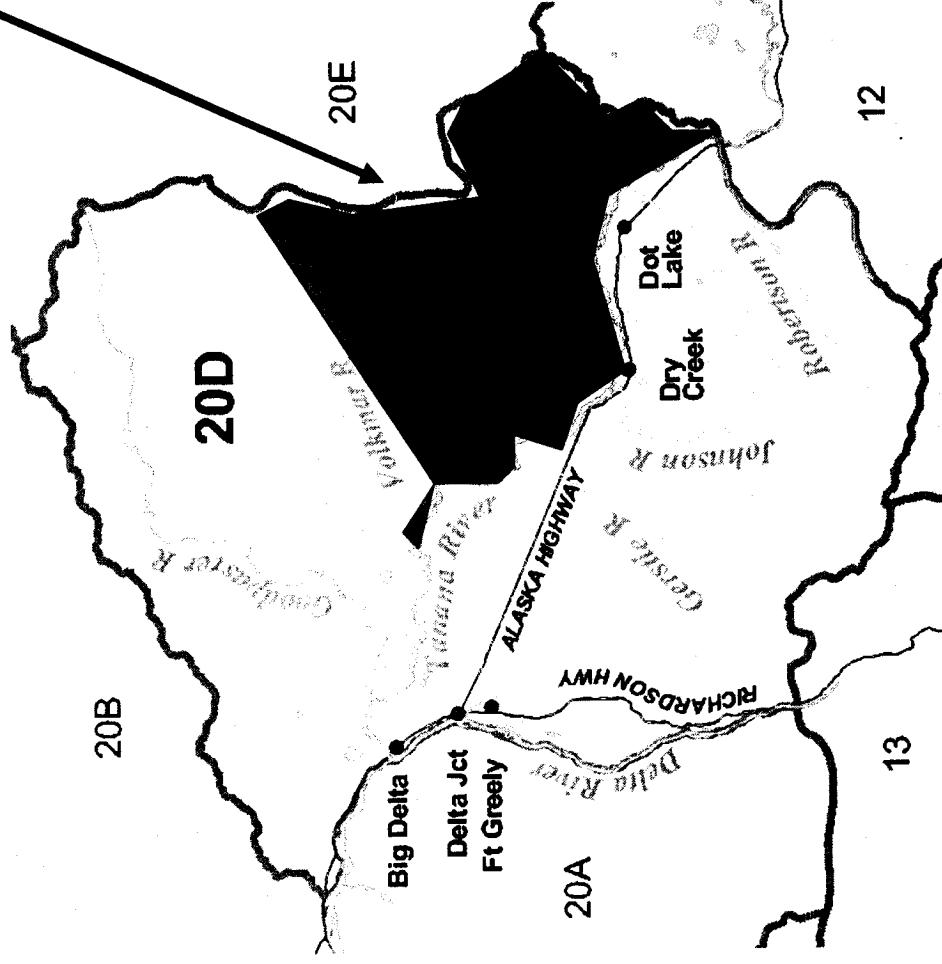 20B
20D
Goodpaster R
20E
Volkmar R
Big Delta
Tanana River
Delta Jct
Ft Greely
ALASKA HIGHWAY
20A
Delta River
Gerstle R
RICHARDSON HWY
Dot
Lake
Dry
Creek
Johnson R
Robertson R
12
13